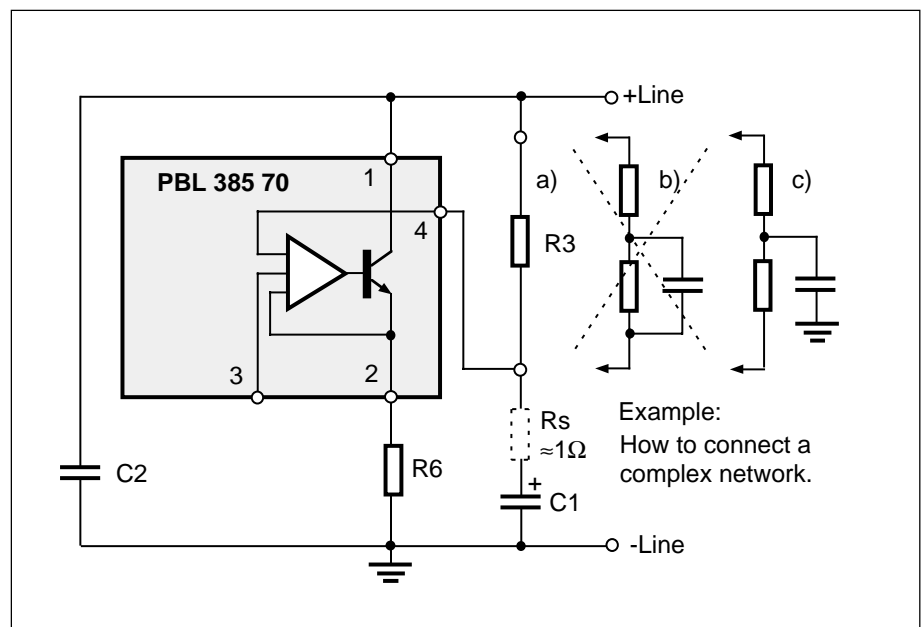 +Line
PBL 385 70
1
a)
b)
c)
4
R3
3
2
Rs
≈1Ω
Example:
How to connect a
complex network.
C2
R6
+
C1
-Line